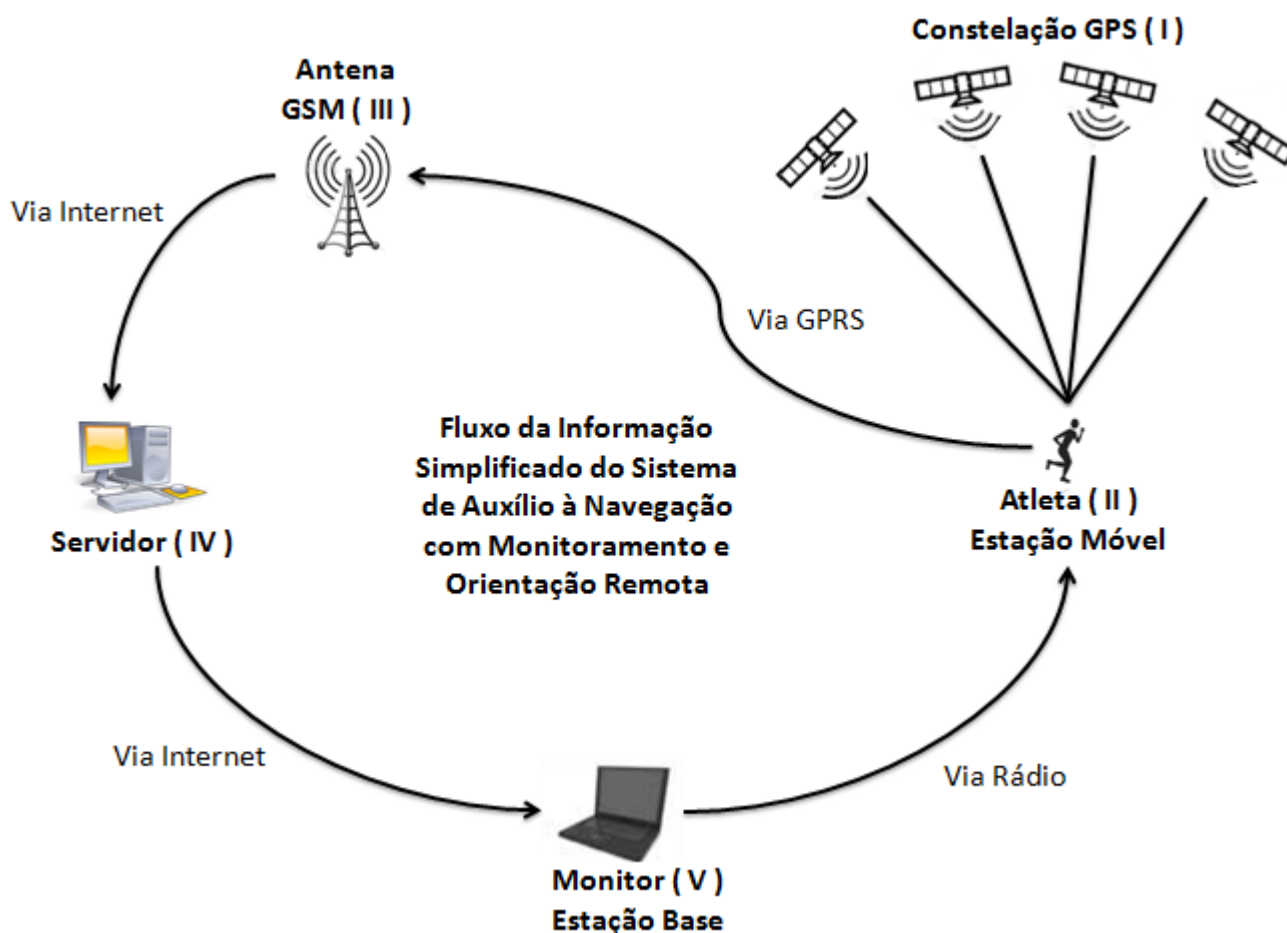 Constelação GPS ( I )
Antena
GSM ( III )
Via Internet
Via GPRS
Fluxo da Informação
Simplificado do Sistema
de Auxílio à Navegação
com Monitoramento e
Orientação Remota
Atleta ( II )
Estação Móvel
Servidor ( IV )
Via Internet
Via Rádio
Monitor ( V )
Estação Base